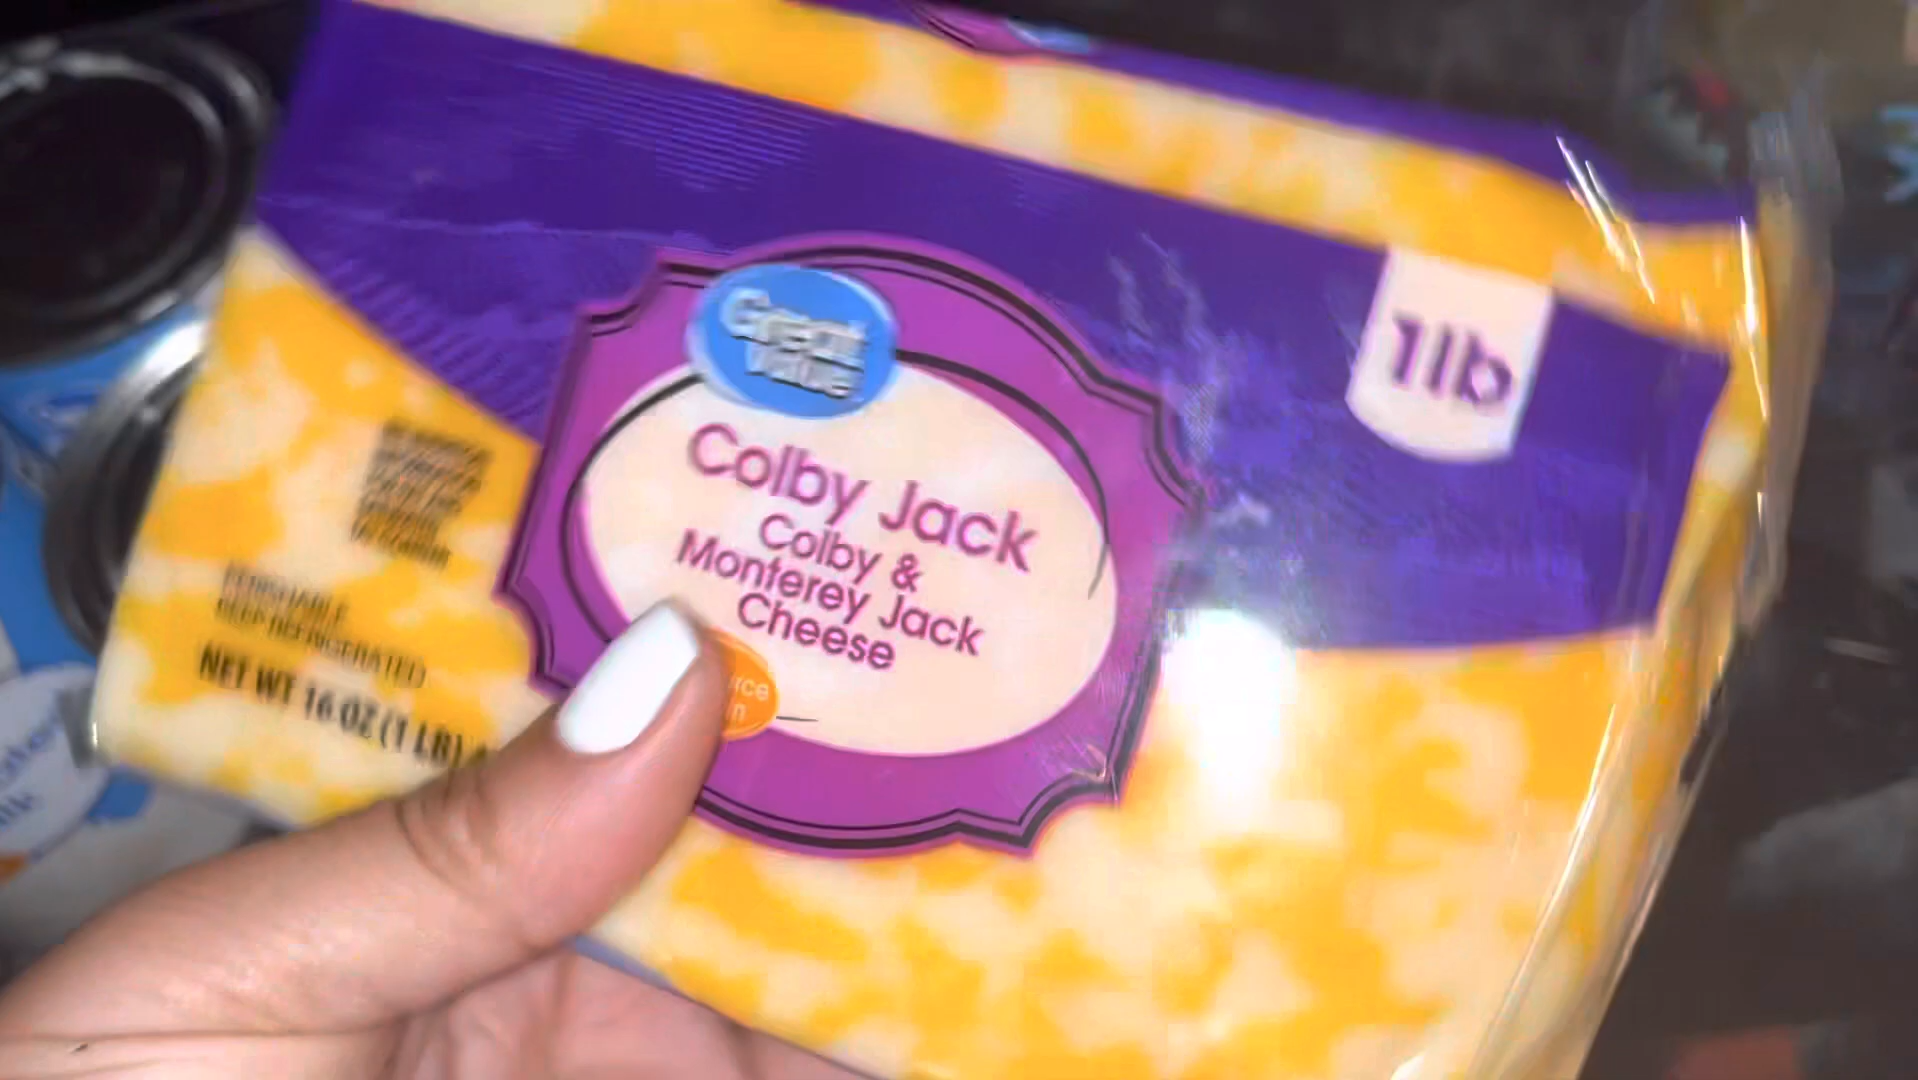 Great
Value
1lb
Colby Jack
Colby &
Monterey Jack
Cheese
PERISHABLE
KEEP REFRIGERATED
NET WT 16 OZ (1 LB)